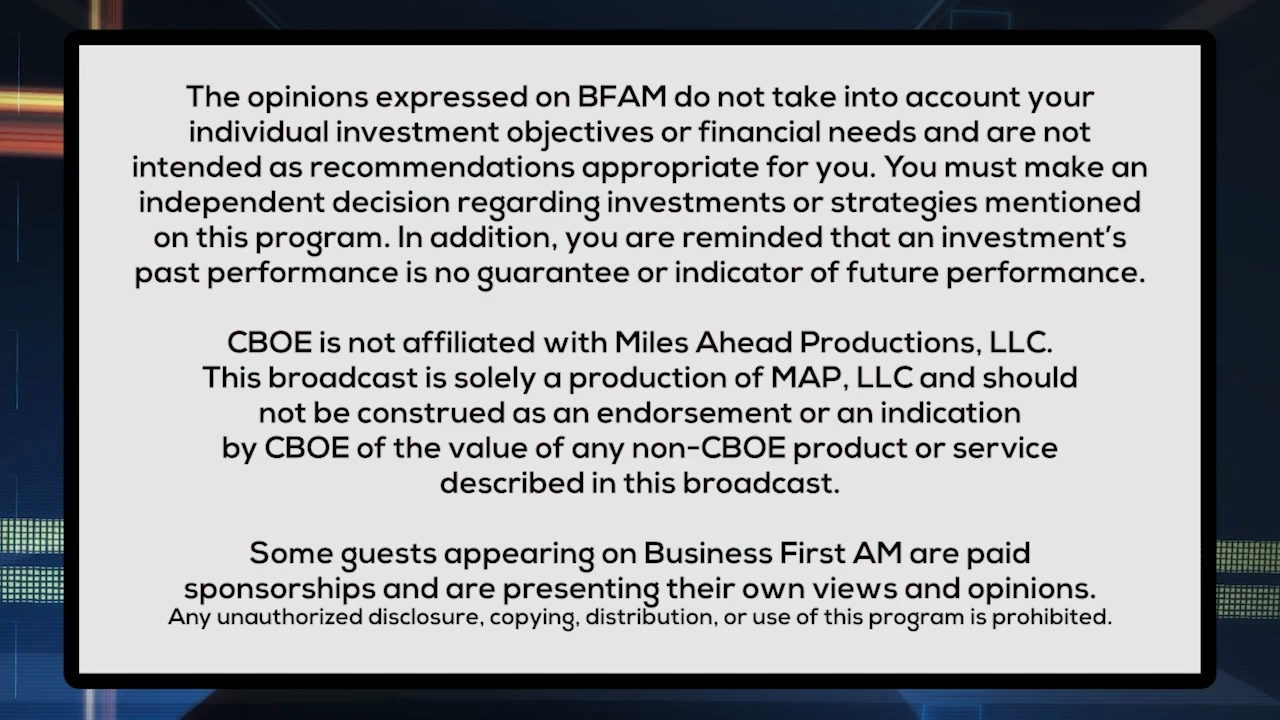 The opinions expressed on BFAM do not take into account your
individual investment objectives or financial needs and are not
intended as recommendations appropriate for you. You must make an
independent decision regarding investments or strategies mentioned
on this program. In addition, you are reminded that an investment’s
past performance is no guarantee or indicator of future performance.
CBOE is not affiliated with Miles Ahead Productions, LLC.
This broadcast is solely a production of MAP, LLC and should
not be construed as an endorsement or an indication
by CBOE of the value of any non-CBOE product or service
described in this broadcast.
Some guests appearing on Business First AM are paid
sponsorships and are presenting their own views and opinions.
Any unauthorized disclosure, copying, distribution, or use of this program is prohibited.